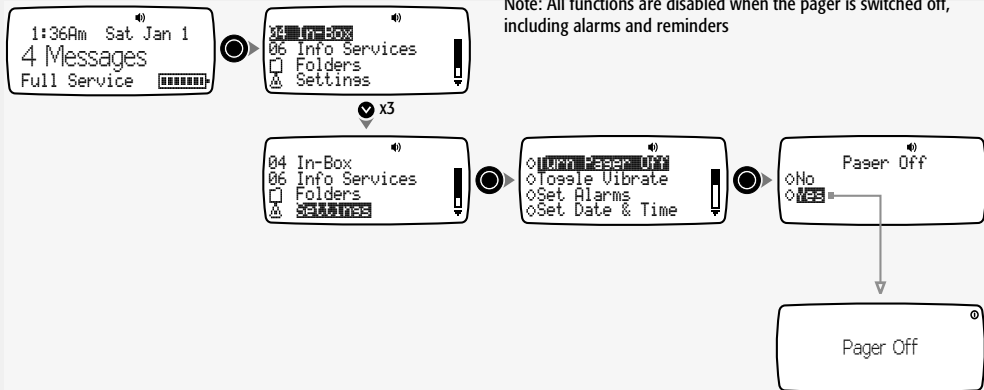 Note: All functions are disabled when the pager is switched off,
including alarms and reminders
1:36Am Sat Jan 1
4 Messages
Full Service
04 In-Box
06 Info Services
Folders
Settings
x3
04 In-Box
06 Info Services
Folders
Settings
Turn Pager Off
Toggle Vibrate
Set Alarms
Set Date & Time
Pager Off
No
Yes
Pager Off